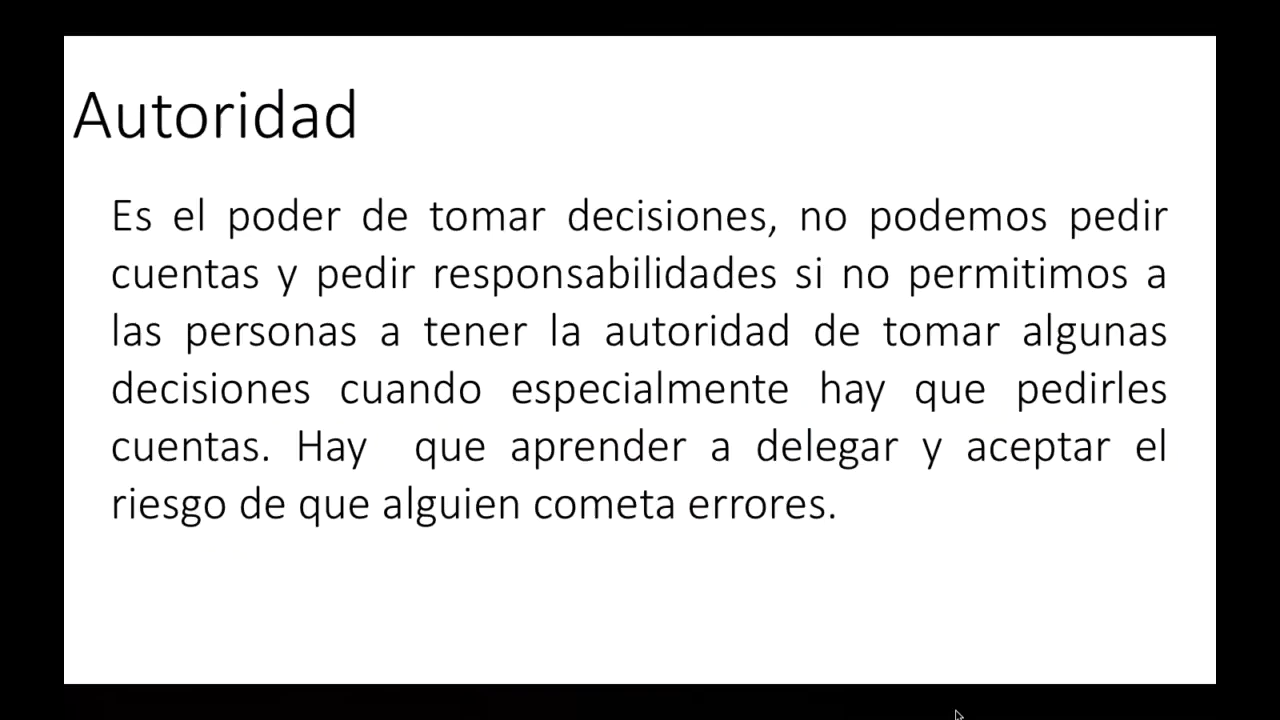 Autoridad
Es el poder de tomar decisiones, no podemos pedir
cuentas y pedir responsabilidades si no permitimos a
las personas a tener la autoridad de tomar algunas
decisiones cuando especialmente hay que pedirles
cuentas. Hay  que aprender a delegar y aceptar el
riesgo de que alguien cometa errores.